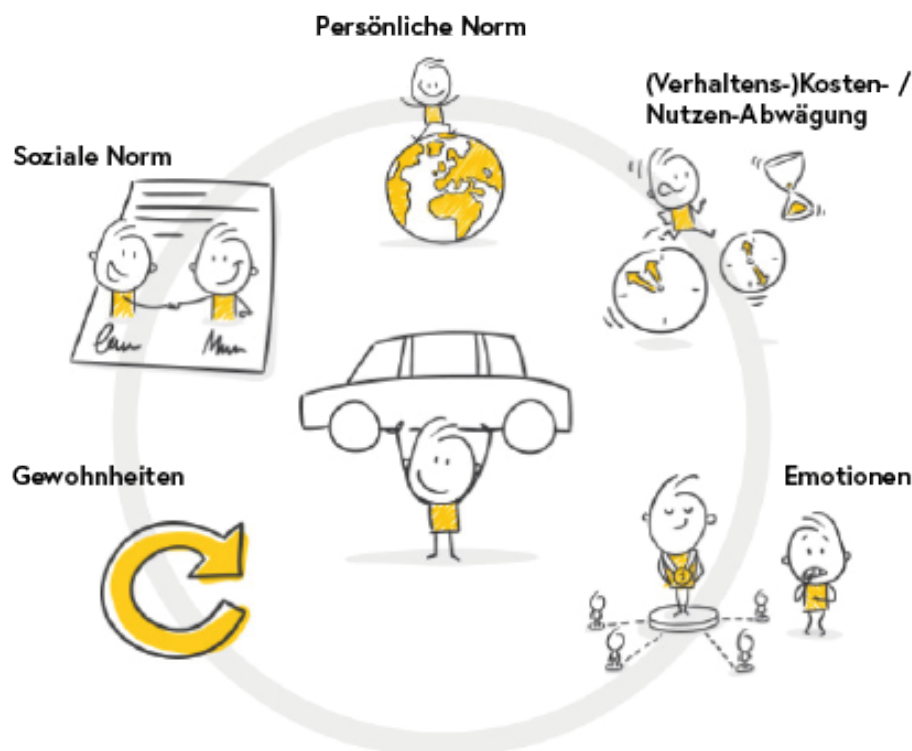 Persönliche Norm
(Verhaltens-)Kosten- /
Nutzen-Abwägung
Soziale Norm
Gewohnheiten
Emotionen